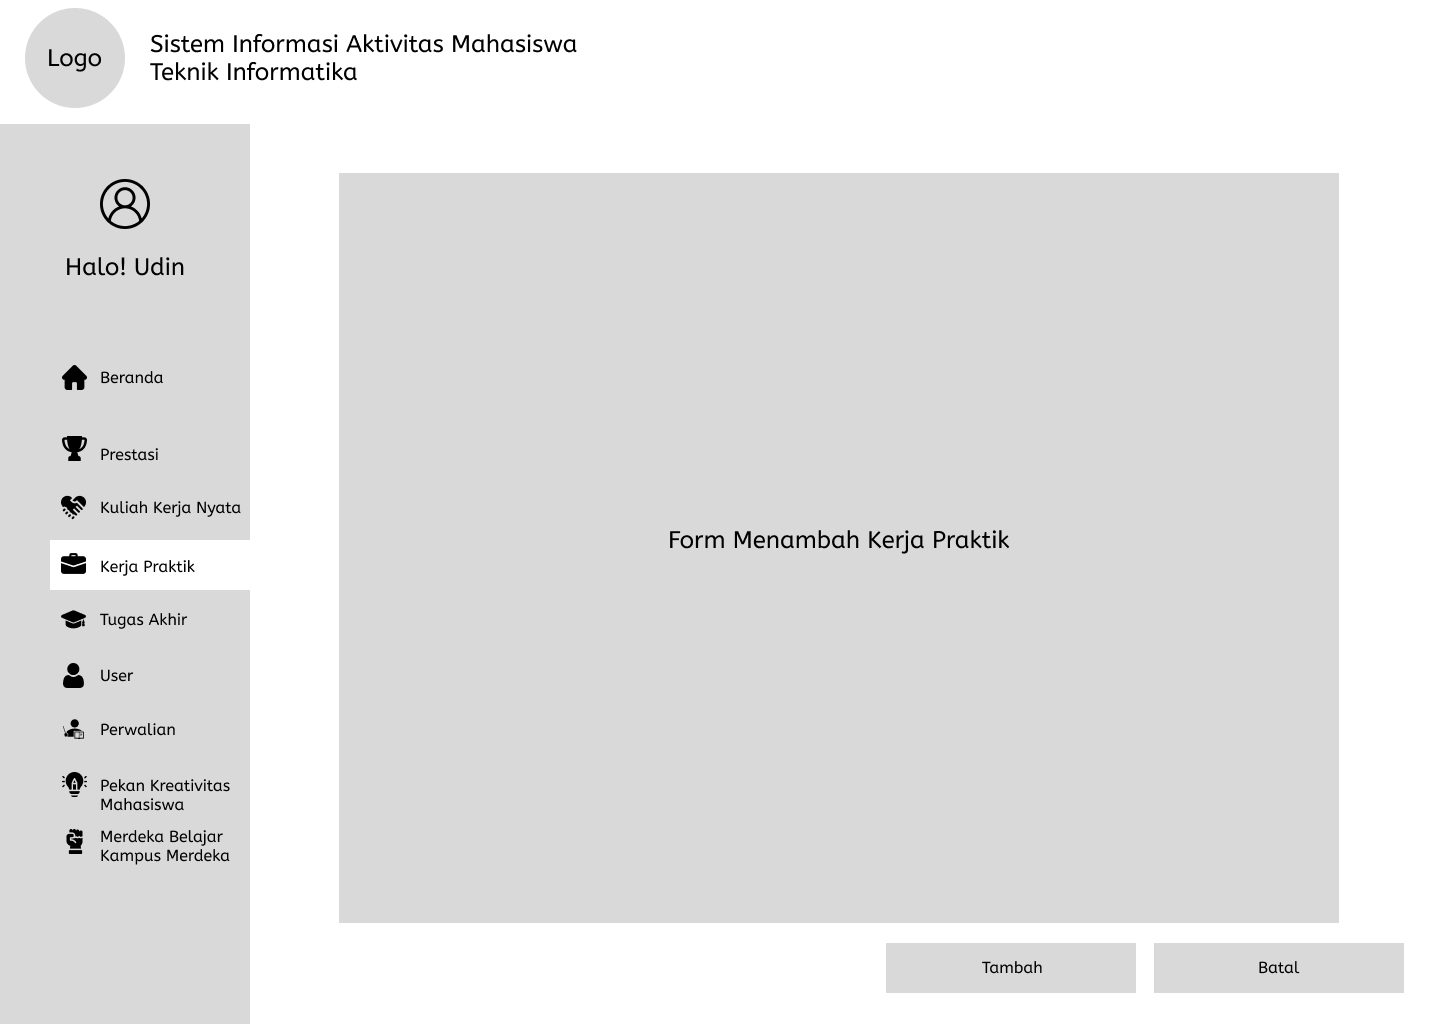 Logo
Sistem Informasi Aktivitas Mahasiswa
Teknik Informatika
Halo! Udin
Beranda
Prestasi
Kuliah Kerja Nyata
Kerja Praktik
Tugas Akhir
User
Perwalian
Pekan Kreativitas
Mahasiswa
Merdeka Belajar
Kampus Merdeka
Form Menambah Kerja Praktik
Tambah
Batal